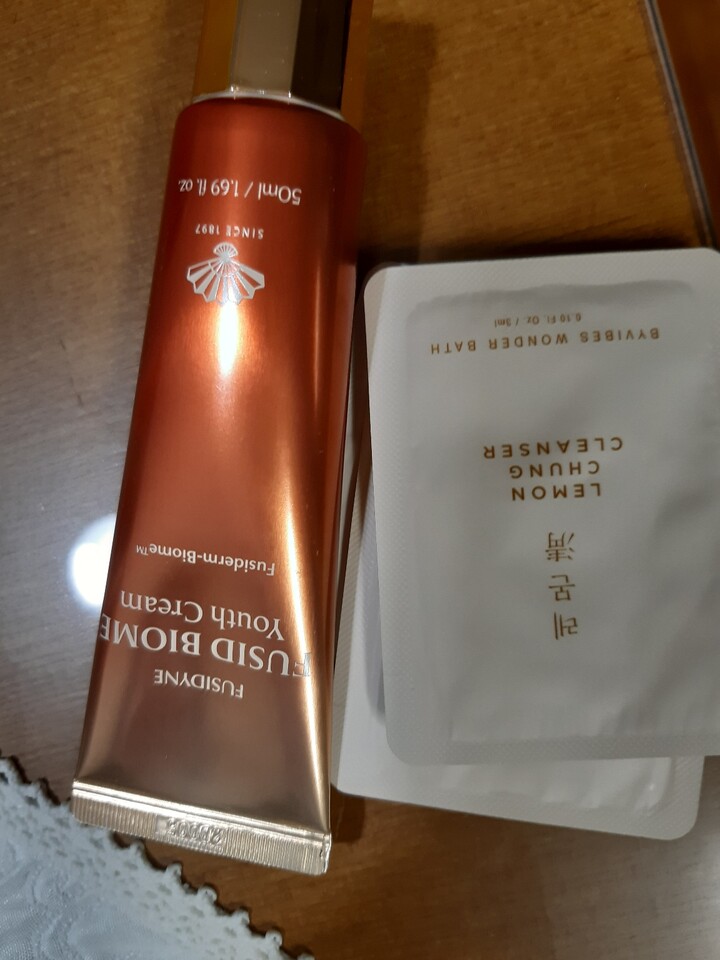 FUSIDYNE
FUSID BIOME
Youth Cream
Fusiderm-Biome™
SINCE 1897
50ml / 1.69 fl. oz.
레몬淸
LEMON
CHUNG
CLEANSER
BYVIBES WONDER BATH
0.10 Fl. Oz. / 3ml